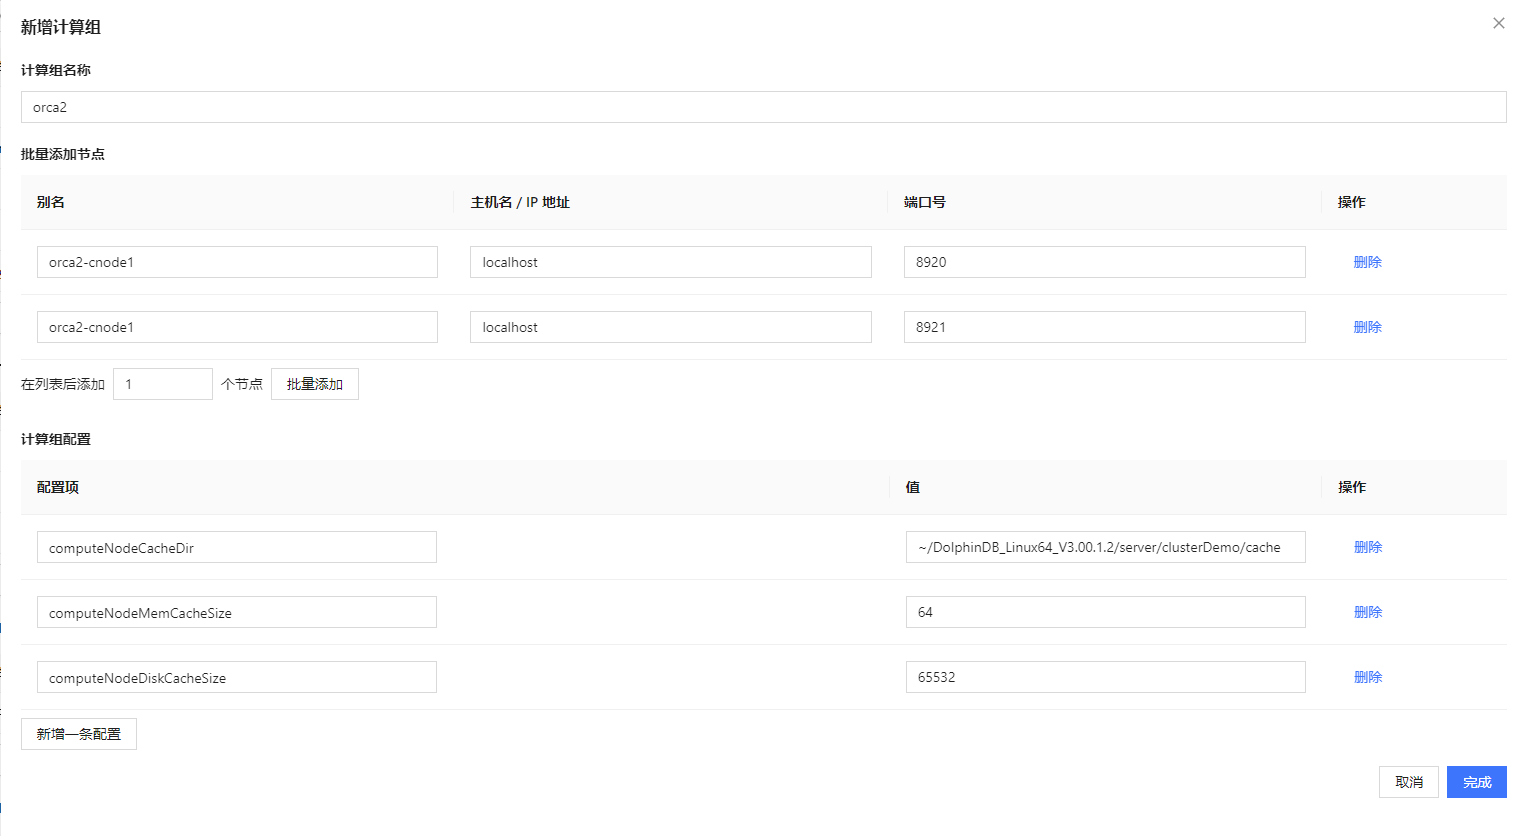 新增计算组
计算组名称
orca2
批量添加节点
别名 主机名 / IP 地址 端口号 操作
orca2-cnode1 localhost 8920 删除
orca2-cnode1 localhost 8921 删除
在列表后添加 1 个节点 批量添加
计算组配置
配置项 值 操作
computeNodeCacheDir ~/DolphinDB_Linux64_V3.00.1.2/server/clusterDemo/cache 删除
computeNodeMemCacheSize 64 删除
computeNodeDiskCacheSize 65532 删除
新增一条配置
取消 完成